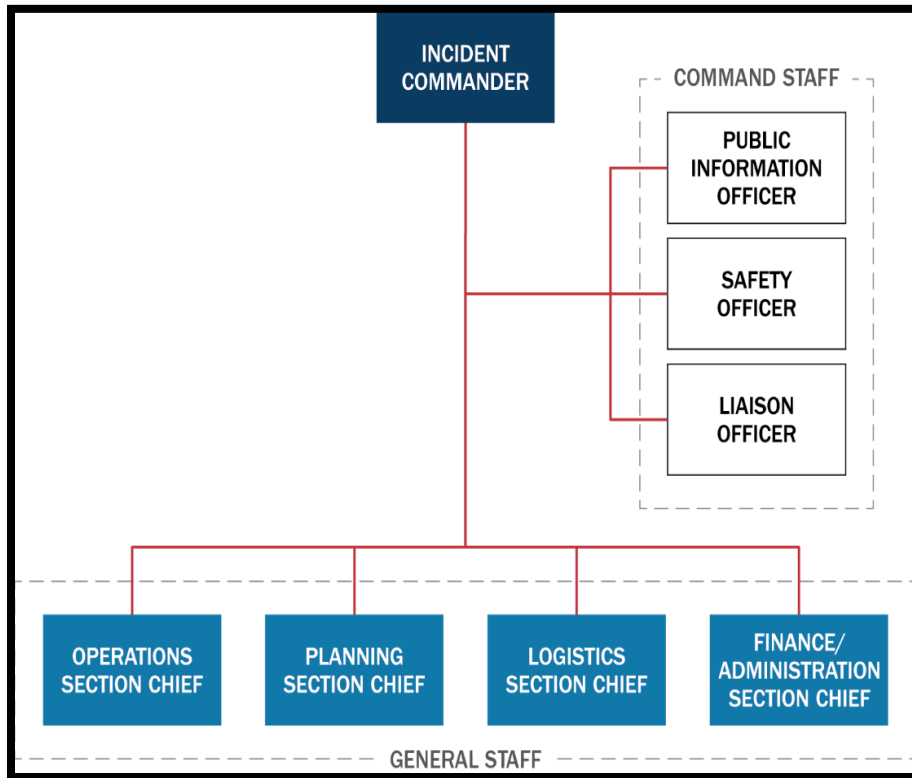 INCIDENT
COMMANDER
COMMAND STAFF
PUBLIC
INFORMATION
OFFICER
SAFETY
OFFICER
LIAISON
OFFICER
OPERATIONS
SECTION CHIEF
PLANNING
SECTION CHIEF
LOGISTICS
SECTION CHIEF
FINANCE/
ADMINISTRATION
SECTION CHIEF
GENERAL STAFF